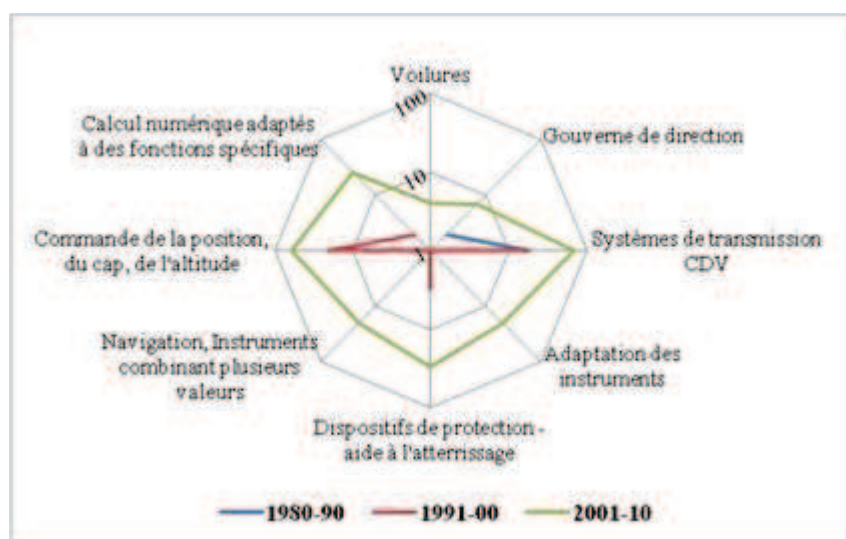 Voilures
100
Calcul numérique adaptés
à des fonctions spécifiques
Gouverne de direction
10
Commande de la position,
du cap, de l'altitude
1
Systèmes de transmission
CDV
Navigation, Instruments
combinant plusieurs
valeurs
Adaptation des
instruments
Dispositifs de protection -
aide à l'atterrissage
1980-90 1991-00 2001-10